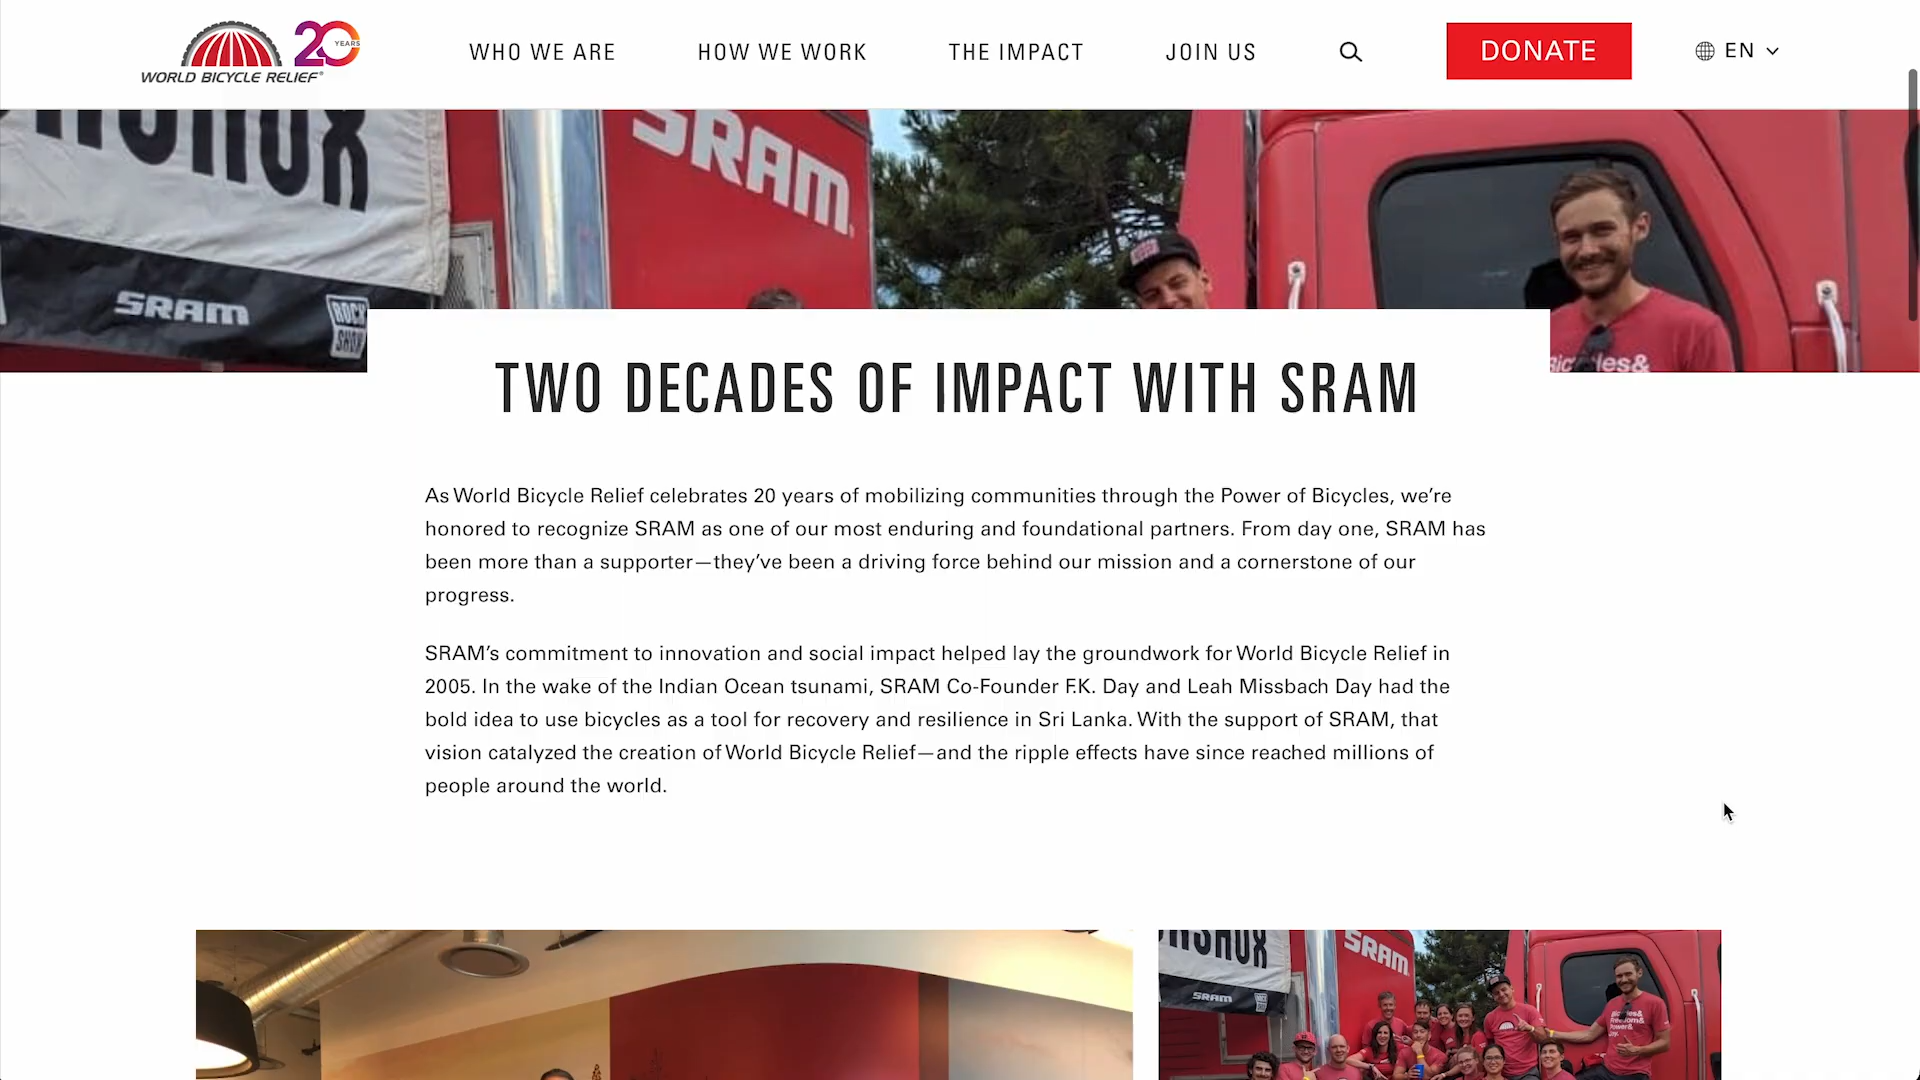 20 YEARS
WORLD BICYCLE RELIEF®
WHO WE ARE
HOW WE WORK
THE IMPACT
JOIN US
DONATE
EN
SRAM
SRAM
ROCK
SHOX
TWO DECADES OF IMPACT WITH SRAM
As World Bicycle Relief celebrates 20 years of mobilizing communities through the Power of Bicycles, we’re
honored to recognize SRAM as one of our most enduring and foundational partners. From day one, SRAM has
been more than a supporter—they’ve been a driving force behind our mission and a cornerstone of our
progress.
SRAM’s commitment to innovation and social impact helped lay the groundwork for World Bicycle Relief in
2005. In the wake of the Indian Ocean tsunami, SRAM Co-Founder F.K. Day and Leah Missbach Day had the
bold idea to use bicycles as a tool for recovery and resilience in Sri Lanka. With the support of SRAM, that
vision catalyzed the creation of World Bicycle Relief—and the ripple effects have since reached millions of
people around the world.
SRAM
SRAM